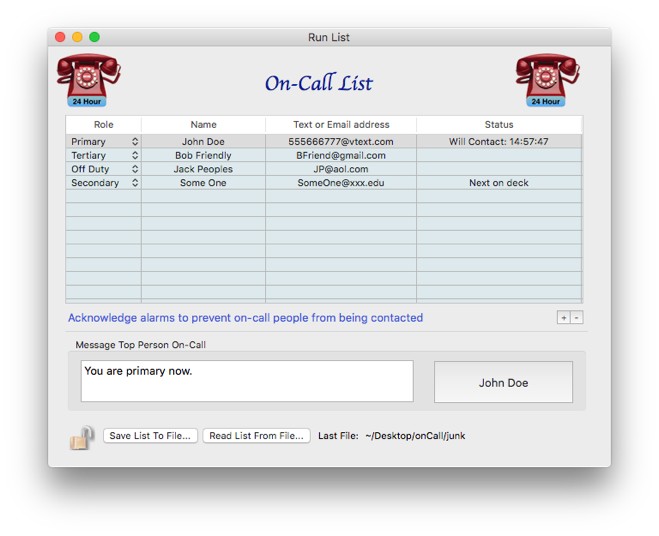 Run List
On-Call List
24 Hour
24 Hour
Role Name Text or Email address Status
Primary John Doe 555666777@vtext.com Will Contact: 14:57:47
Tertiary Bob Friendly BFriend@gmail.com
Off Duty Jack Peoples JP@aol.com
Secondary Some One SomeOne@xxx.edu Next on deck
Acknowledge alarms to prevent on-call people from being contacted + -
Message Top Person On-Call
You are primary now. John Doe
Save List To File... Read List From File... Last File: ~/Desktop/onCall/junk